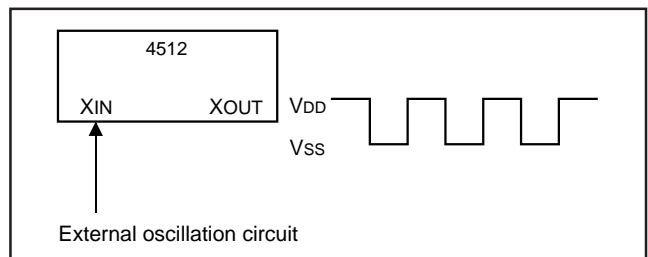 4512
XIN XOUT
VDD
VSS
External oscillation circuit